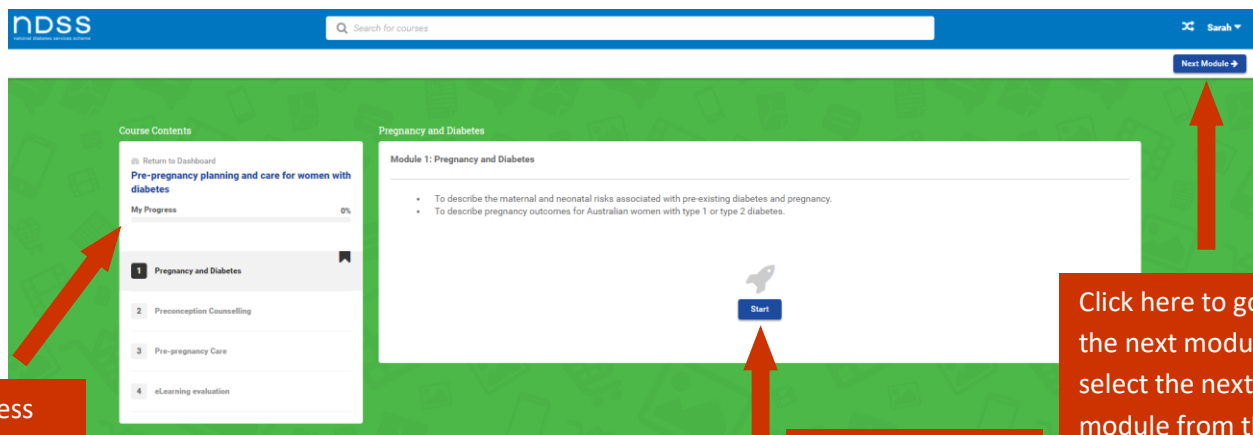 NDSS
national diabetes services scheme
Search for courses
Sarah
Next Module →
Course Contents
Return to Dashboard
Pre-pregnancy planning and care for women with
diabetes
My Progress 0%
1 Pregnancy and Diabetes
2 Preconception Counselling
3 Pre-pregnancy Care
4 eLearning evaluation
Pregnancy and Diabetes
Module 1: Pregnancy and Diabetes
• To describe the maternal and neonatal risks associated with pre-existing diabetes and pregnancy.
• To describe pregnancy outcomes for Australian women with type 1 or type 2 diabetes.
Start
Click here to go
the next modu
select the next
module from th
ess